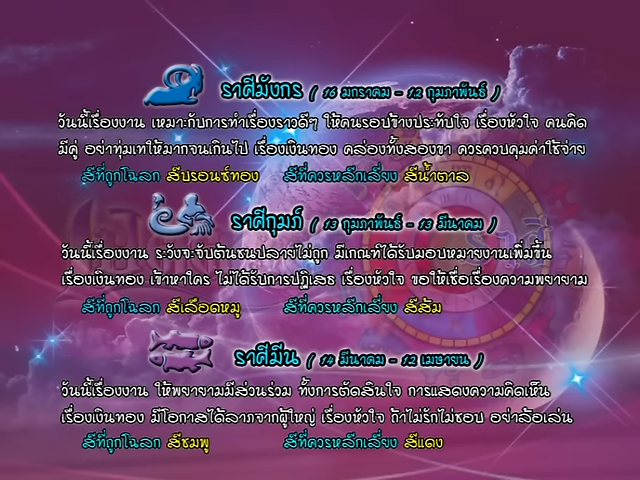 ราศีมังกร ( 16 มกราคม - 12 กุมภาพันธ์ )
วันนี้เรื่องงาน เหมาะกับการทำเรื่องราวดีๆ ให้คนรอบข้างประทับใจ เรื่องหัวใจ คนคิด
มีคู่ อย่าทุ่มเทให้มากจนเกินไป เรื่องเงินทอง คล่องทั้งสองขา ควรควบคุมค่าใช้จ่าย
สีที่ถูกโฉลก สีบรอนซ์ทอง สีที่ควรหลีกเลี่ยง สีน้ำตาล
ราศีกุมภ์ ( 13 กุมภาพันธ์ - 13 มีนาคม )
วันนี้เรื่องงาน ระวังจะจับต้นชนปลายไม่ถูก มีเกณฑ์ได้รับมอบหมายงานเพิ่มขึ้น
เรื่องเงินทอง เข้าหาใคร ไม่ได้รับการปฏิเสธ เรื่องหัวใจ ขอให้เชื่อเรื่องความพยายาม
สีที่ถูกโฉลก สีเลือดหมู สีที่ควรหลีกเลี่ยง สีส้ม
ราศีมีน ( 14 มีนาคม - 12 เมษายน )
วันนี้เรื่องงาน ให้พยายามมีส่วนร่วม ทั้งการตัดสินใจ การแสดงความคิดเห็น
เรื่องเงินทอง มีโอกาสได้ลาภจากผู้ใหญ่ เรื่องหัวใจ ถ้าไม่รักไม่ชอบ อย่าล้อเล่น
สีที่ถูกโฉลก สีชมพู สีที่ควรหลีกเลี่ยง สีแดง